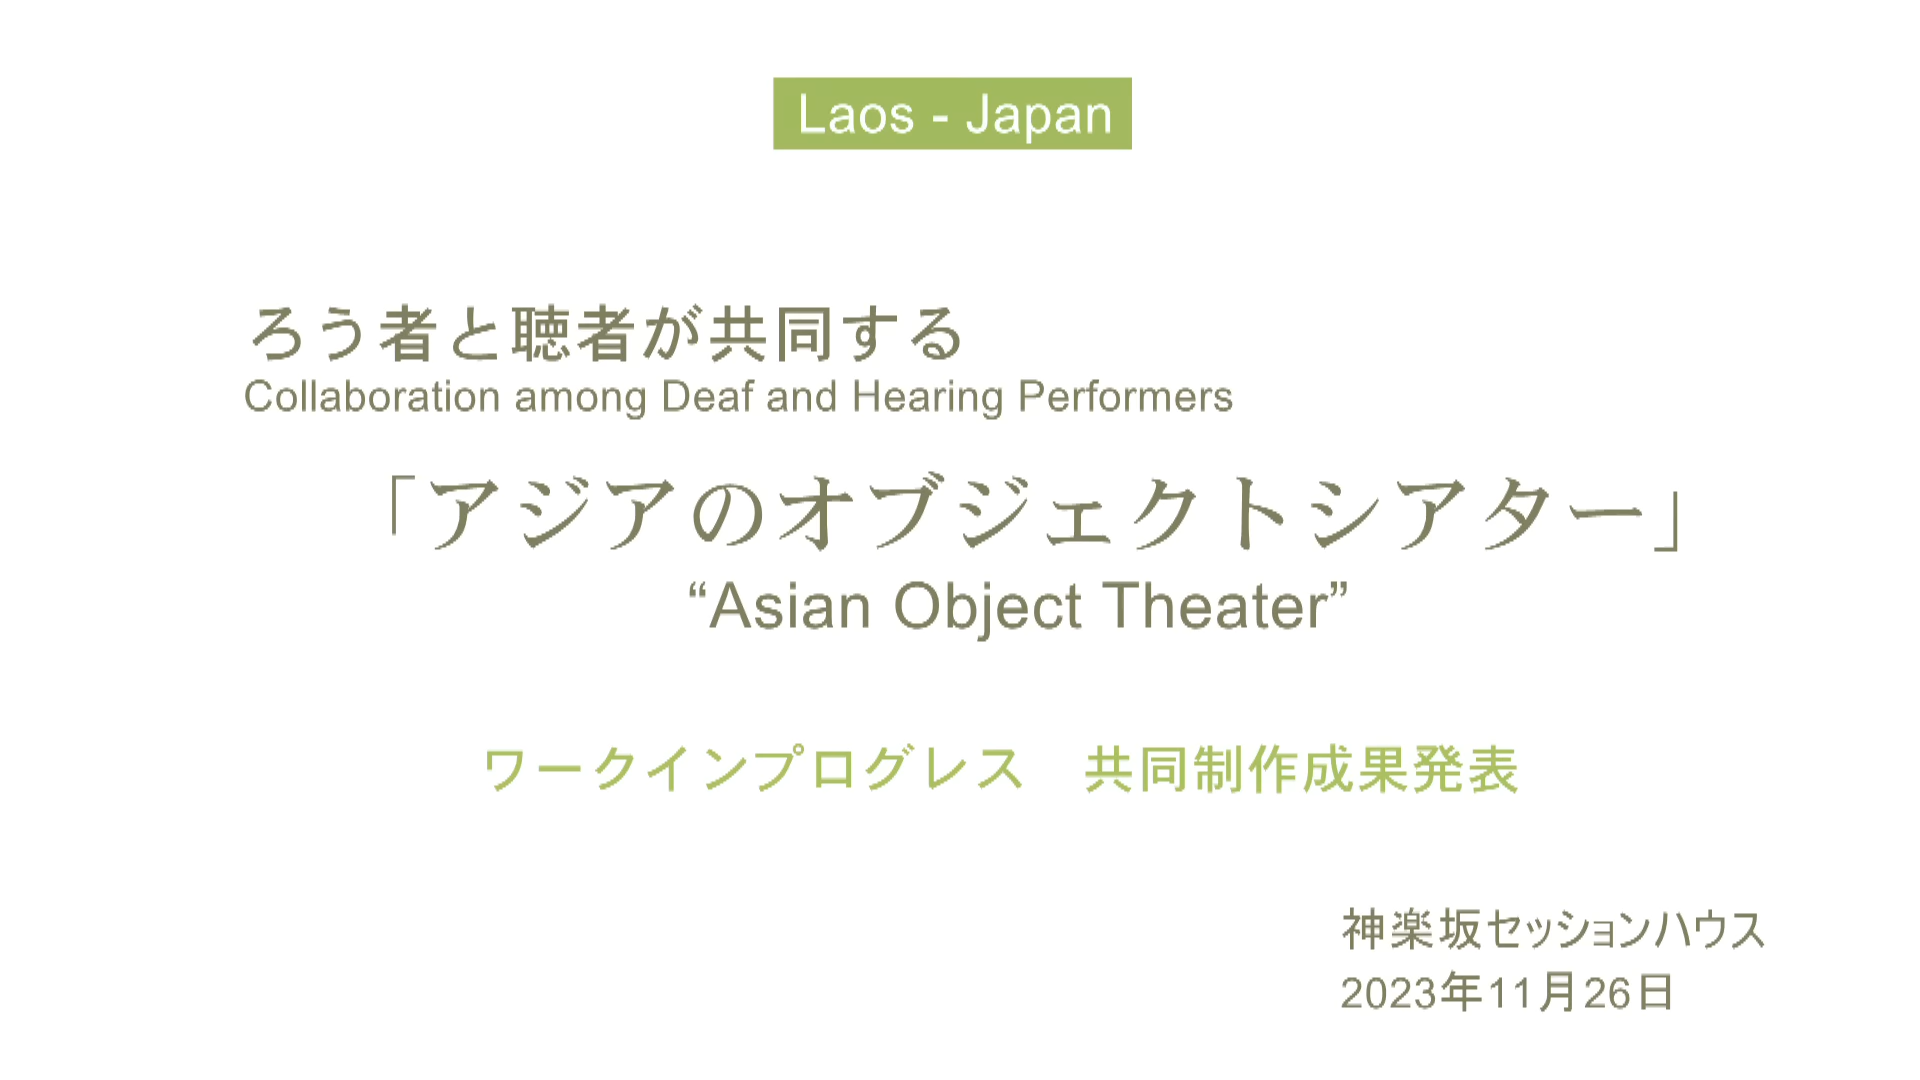 Laos - Japan
ろう者と聴者が共同する
Collaboration among Deaf and Hearing Performers
「アジアのオブジェクトシアター」
“Asian Object Theater”
ワークインプログレス　共同制作成果発表
神楽坂セッションハウス
2023年11月26日